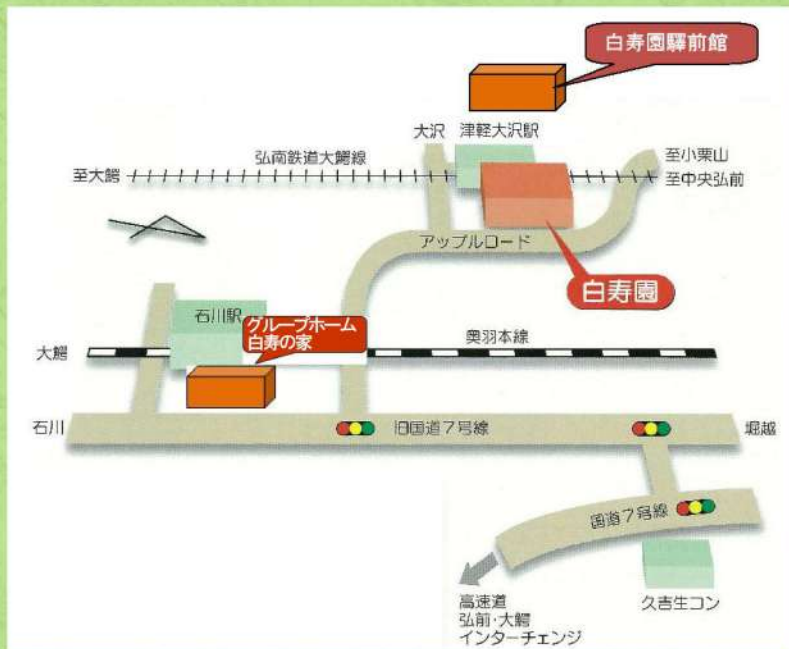 白寿園驛前館
大沢
津軽大沢駅
弘南鉄道大鰐線
至小栗山
至大鰐
至中央弘前
アップルロード
白寿園
石川駅
グループホーム
白寿の家
大鰐
奥羽本線
石川
旧国道7号線
堀越
国道7号線
高速道
弘前・大鰐
インターチェンジ
久吉生コン